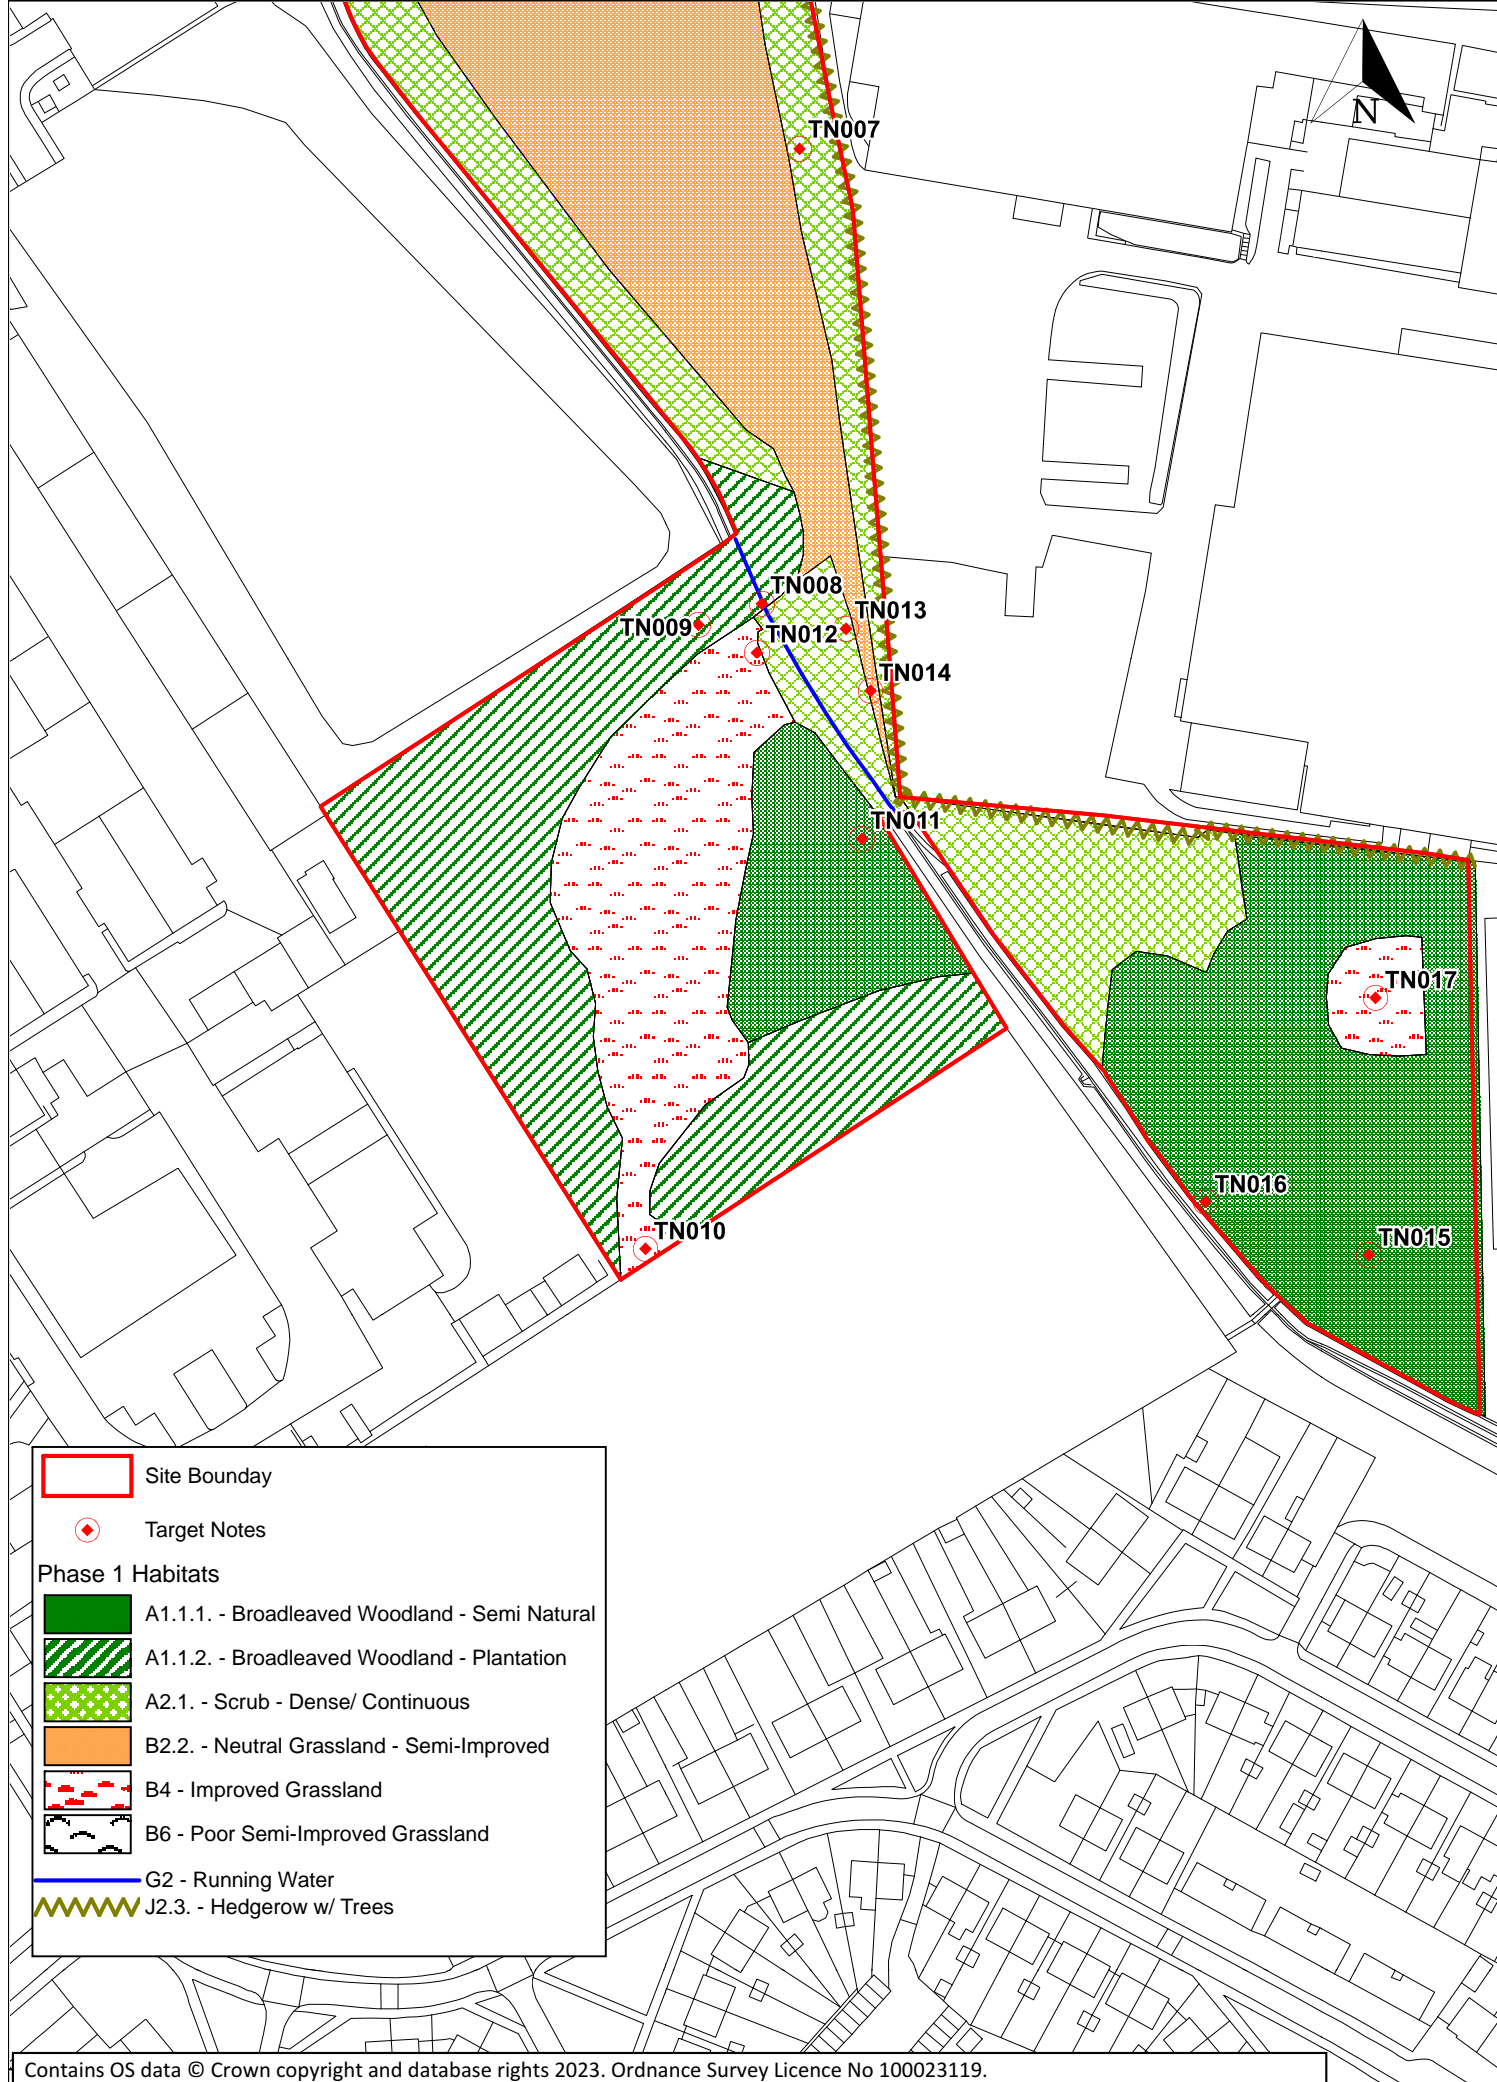 N
TN007
TN008
TN013
TN009
TN012
TN014
TN011
TN017
TN016
TN010
TN015
Site Bounday
Target Notes
Phase 1 Habitats
A1.1.1. - Broadleaved Woodland - Semi Natural
A1.1.2. - Broadleaved Woodland - Plantation
A2.1. - Scrub - Dense/ Continuous
B2.2. - Neutral Grassland - Semi-Improved
B4 - Improved Grassland
B6 - Poor Semi-Improved Grassland
G2 - Running Water
J2.3. - Hedgerow w/ Trees
Contains OS data © Crown copyright and database rights 2023. Ordnance Survey Licence No 100023119.